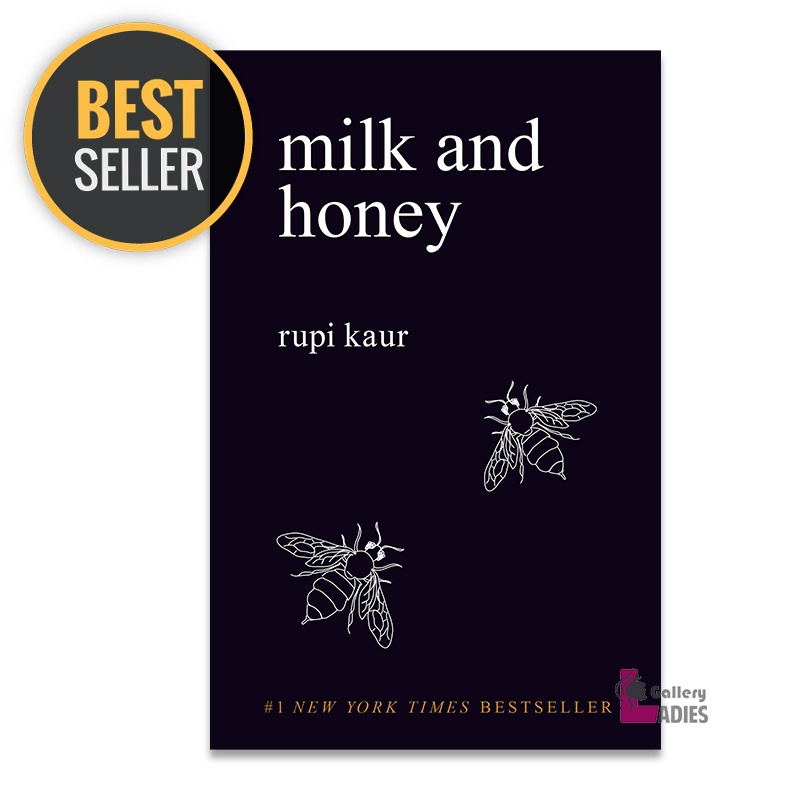 BEST
SELLER
milk and
honey
rupi kaur
#1 NEW YORK TIMES BESTSELLER
Gallery
LADIES